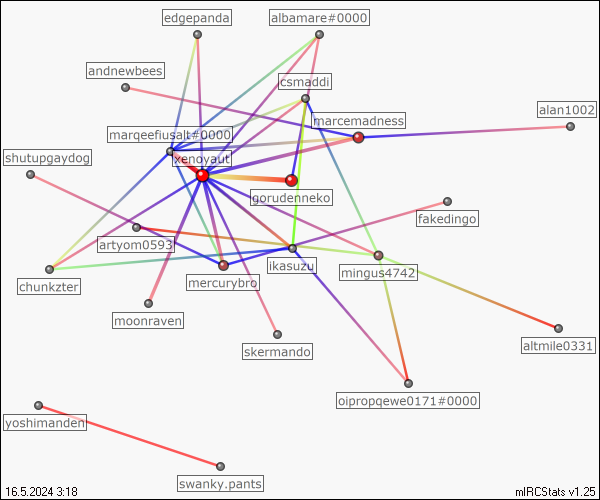 edgepanda
albamare#0000
andnewbees
csmaddi
alan1002
marcemadness
marqeefiusalt#0000
shutupgaydog
xenoyaut
gorudenneko
fakedingo
artyom0593
ikasuzu
mingus4742
chunkzter
mercurybro
moonraven
skermando
altmile0331
oipropqewe0171#0000
yoshimanden
swanky.pants
16.5.2024 3:18
mIRCStats v1.25